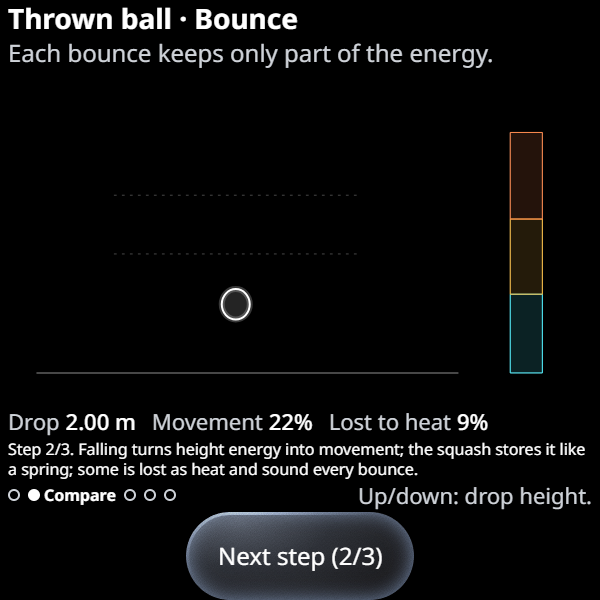 Thrown ball · Bounce
Each bounce keeps only part of the energy.
Drop 2.00 m Movement 22% Lost to heat 9%
Step 2/3. Falling turns height energy into movement; the squash stores it like
a spring; some is lost as heat and sound every bounce.
Compare
Up/down: drop height.
Next step (2/3)